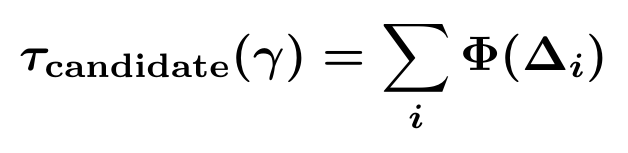 τ_candidate(γ) = ∑_i Φ(Δ_i)